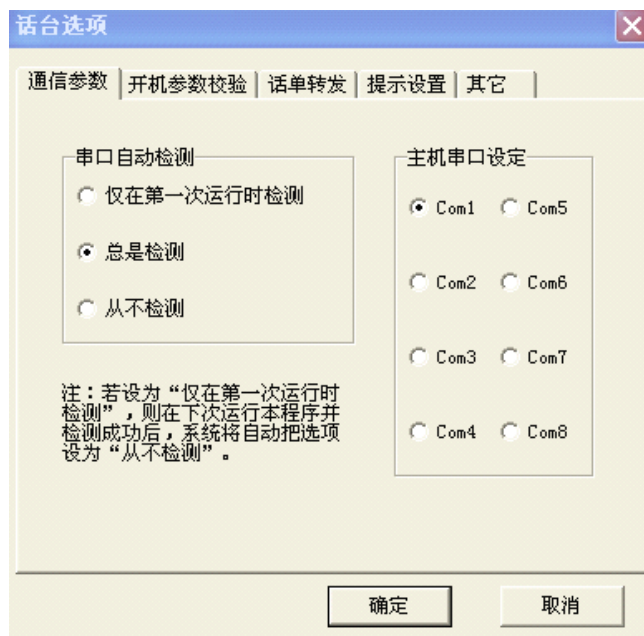 话台选项
通信参数 开机参数校验 话单转发 提示设置 其它
串口自动检测
仅在第一次运行时检测
总是检测
从不检测
注：若设为“仅在第一次运行时
检测”，则在下次运行本程序并
检测成功后，系统将自动把选项
设为“从不检测”。
主机串口设定
Com1 Com5
Com2 Com6
Com3 Com7
Com4 Com8
确定 取消